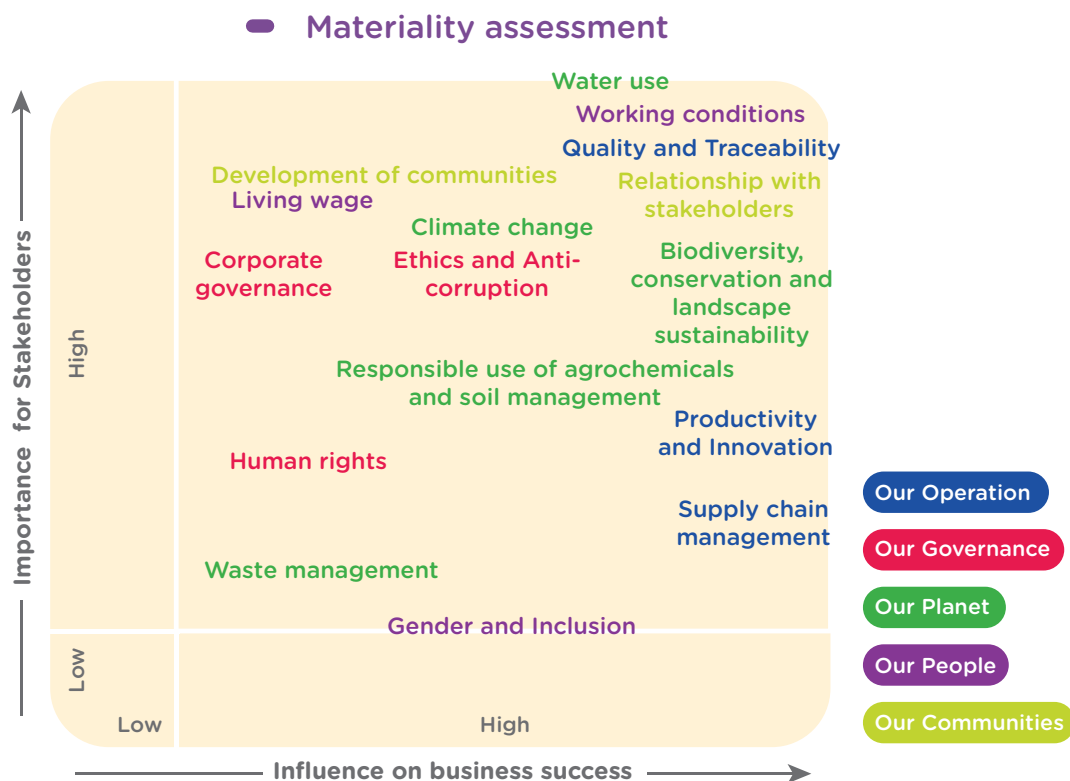 Materiality assessment
Importance for Stakeholders
High
Low
Water use
Working conditions
Quality and Traceability
Development of communities
Relationship with
stakeholders
Living wage
Climate change
Corporate
governance
Ethics and Anti-
corruption
Biodiversity,
conservation and
landscape
sustainability
Responsible use of agrochemicals
and soil management
Productivity
and Innovation
Human rights
Supply chain
management
Waste management
Gender and Inclusion
Low
High
Influence on business success
Our Operation
Our Governance
Our Planet
Our People
Our Communities